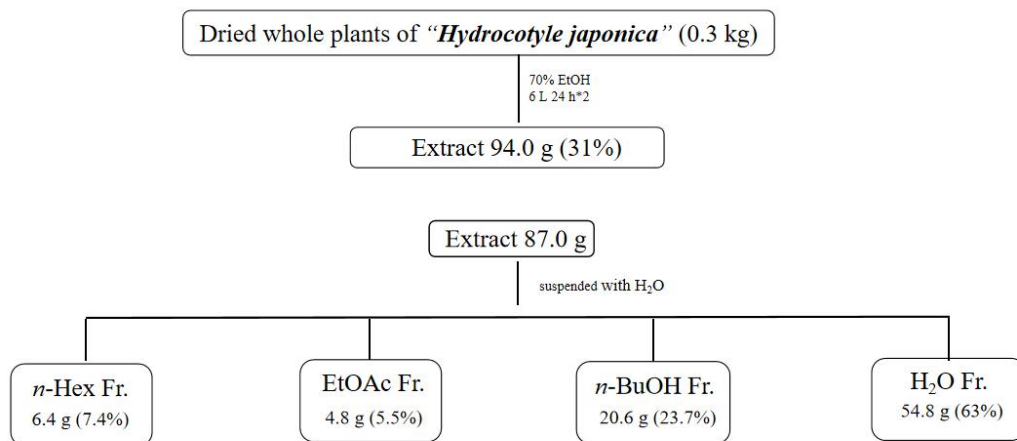 Dried whole plants of “Hydrocotyle japonica” (0.3 kg)
70% EtOH
6 L 24 h*2
Extract 94.0 g (31%)
Extract 87.0 g
suspended with H₂O
n-Hex Fr.
6.4 g (7.4%)
EtOAc Fr.
4.8 g (5.5%)
n-BuOH Fr.
20.6 g (23.7%)
H₂O Fr.
54.8 g (63%)